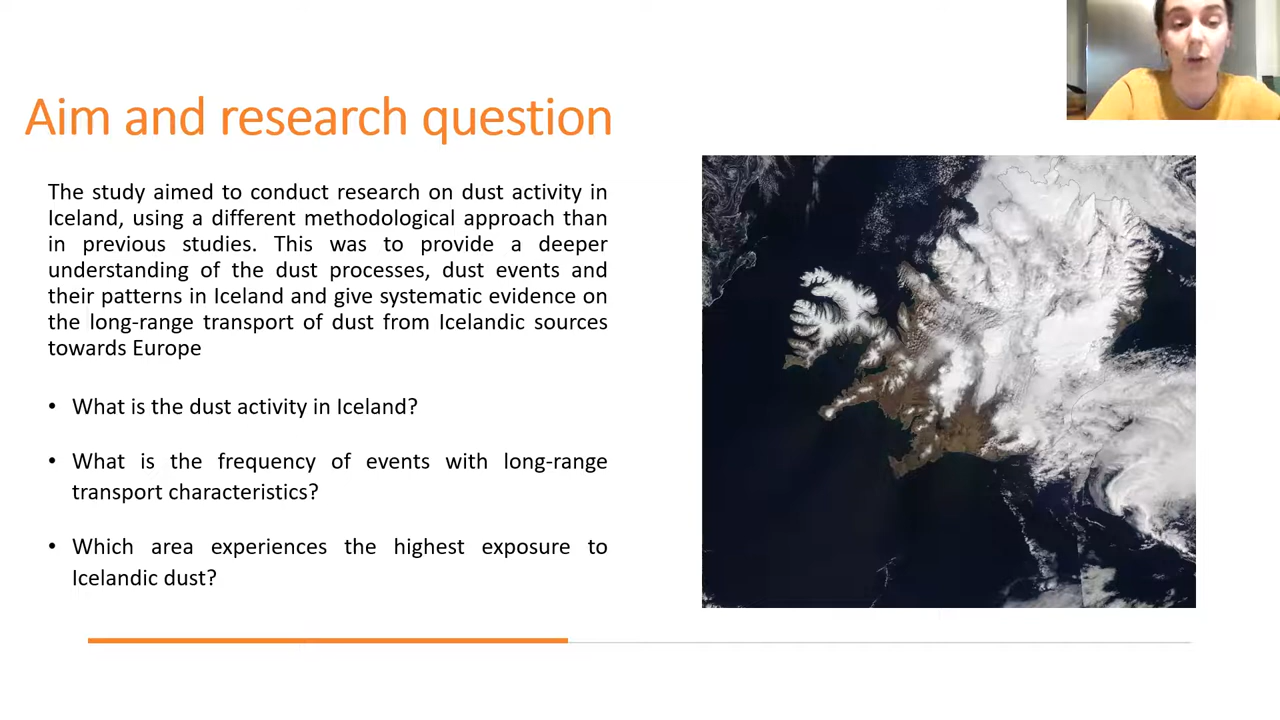 Aim and research question
The study aimed to conduct research on dust activity in
Iceland, using a different methodological approach than
in previous studies. This was to provide a deeper
understanding of the dust processes, dust events and
their patterns in Iceland and give systematic evidence on
the long-range transport of dust from Icelandic sources
towards Europe
• What is the dust activity in Iceland?
• What is the frequency of events with long-range
transport characteristics?
• Which area experiences the highest exposure to
Icelandic dust?